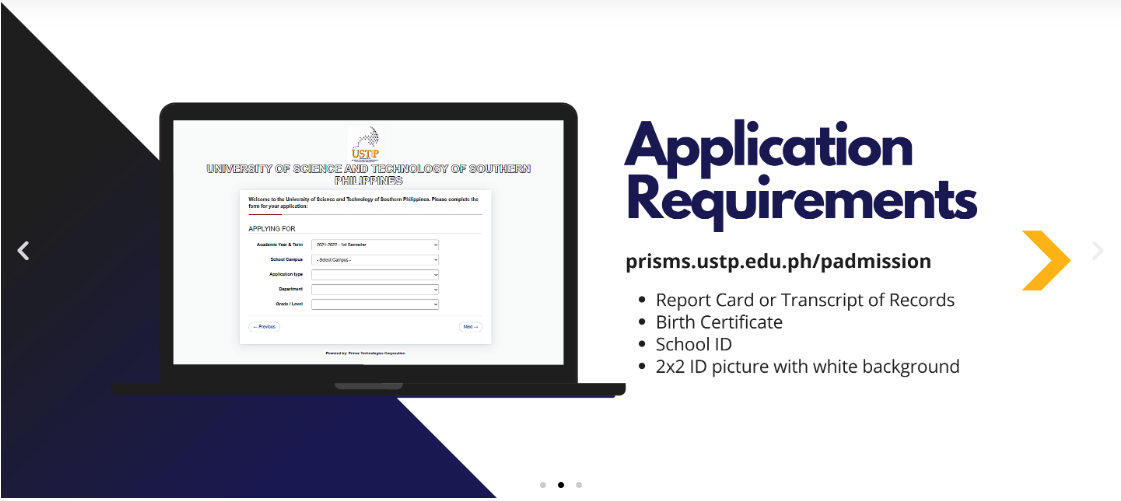 USTP
UNIVERSITY OF SCIENCE AND TECHNOLOGY OF SOUTHERN
PHILIPPINES
Welcome to the University of Science and Technology of Southern Philippines. Please complete the
form for your application:
APPLYING FOR
Academic Year & Term 2021-2022 - 1st Semester
School Campus - Select Campus -
Application type
Department
Grade / Level
← Previous Next →
Powered by: Prisms Technologies Corporation
Application
Requirements
prisms.ustp.edu.ph/padmission
• Report Card or Transcript of Records
• Birth Certificate
• School ID
• 2x2 ID picture with white background